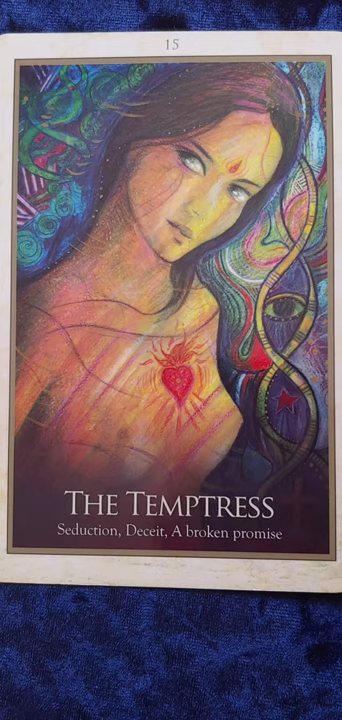 15
THE TEMPTRESS
Seduction, Deceit, A broken promise